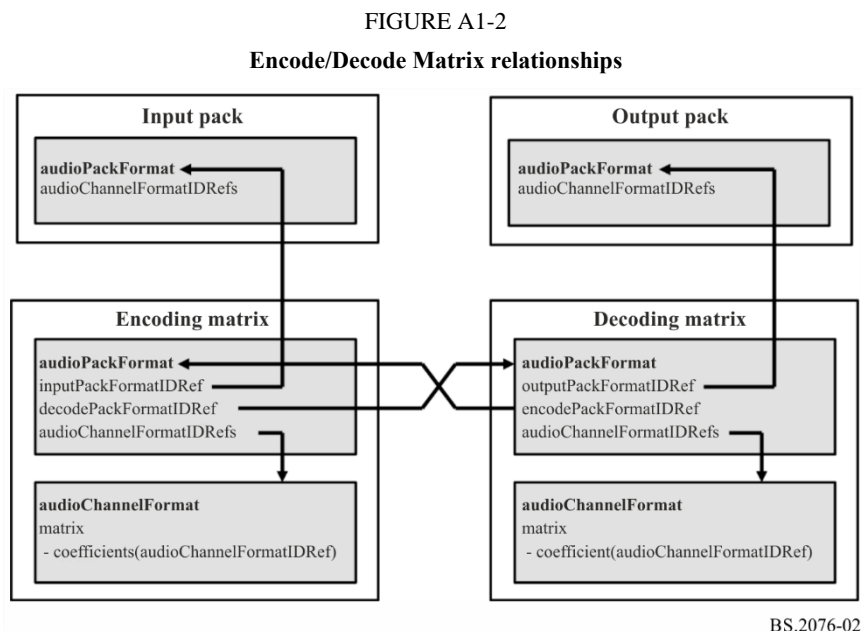 FIGURE A1-2
Encode/Decode Matrix relationships
Input pack
audioPackFormat
audioChannelFormatIDRefs
Output pack
audioPackFormat
audioChannelFormatIDRefs
Encoding matrix
audioPackFormat
inputPackFormatIDRef
decodePackFormatIDRef
audioChannelFormatIDRefs
audioChannelFormat
matrix
- coefficients(audioChannelFormatIDRef)
Decoding matrix
audioPackFormat
outputPackFormatIDRef
encodePackFormatIDRef
audioChannelFormatIDRefs
audioChannelFormat
matrix
- coefficient(audioChannelFormatIDRef)
BS.2076-02